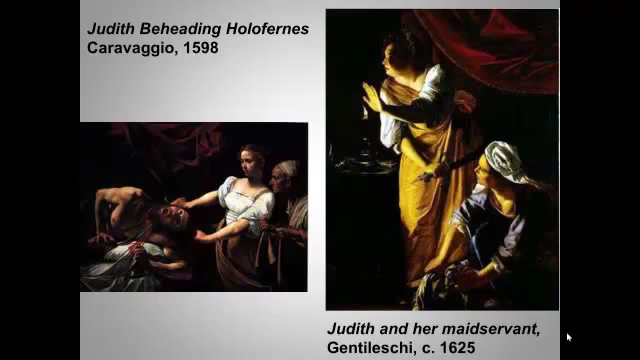 Judith Beheading Holofernes
Caravaggio, 1598
Judith and her maidservant,
Gentileschi, c. 1625